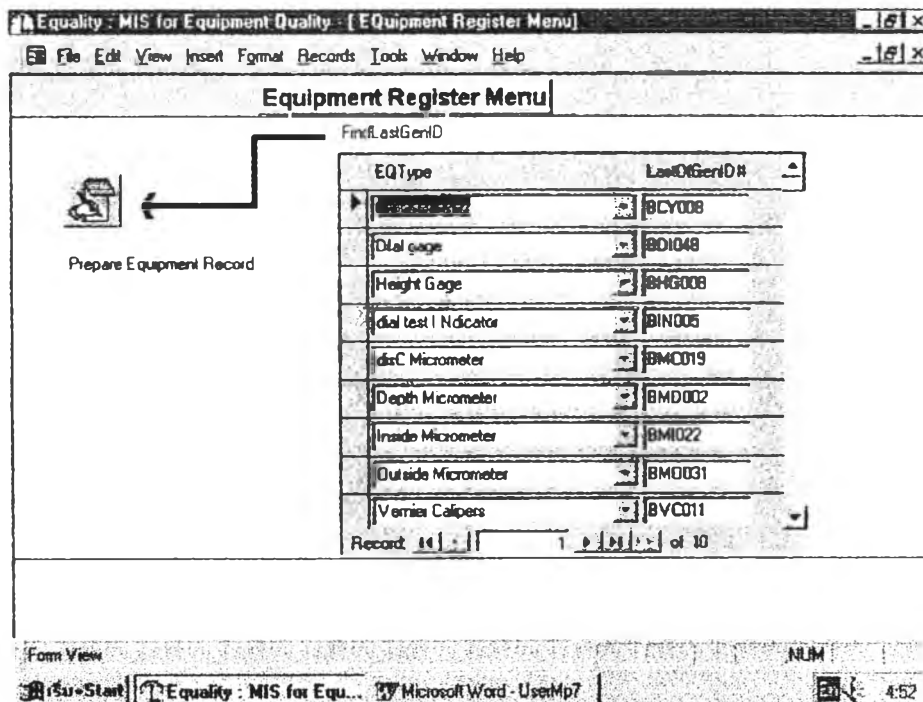 Equality : MIS for Equipment Quality - [ EQuipment Register Menu]
File Edit View Insert Format Records Tools Window Help
Equipment Register Menu
FindLastGenID
EQType LastOfGenID#
BCY008
Dial gage BDI048
Height Gage BHG008
dial test I Ndicator BIN005
disC Micrometer BMC019
Depth Micrometer BMD002
Inside Micrometer BMI022
Outside Micrometer BMO031
Vernier Calipers BVC011
Prepare Equipment Record
Record: 1 of 10
Form View NUM
เริ่ม-Start Equality : MIS for Equ... Microsoft Word - UserMp7 4:52